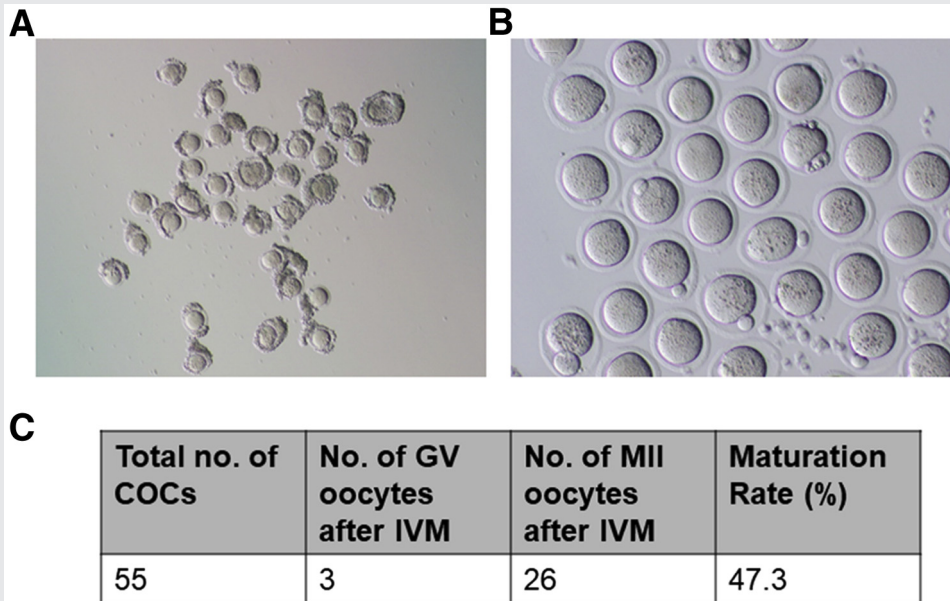 A B
C
Total no. of COCs
No. of GV oocytes after IVM
No. of MII oocytes after IVM
Maturation Rate (%)
55 3 26 47.3